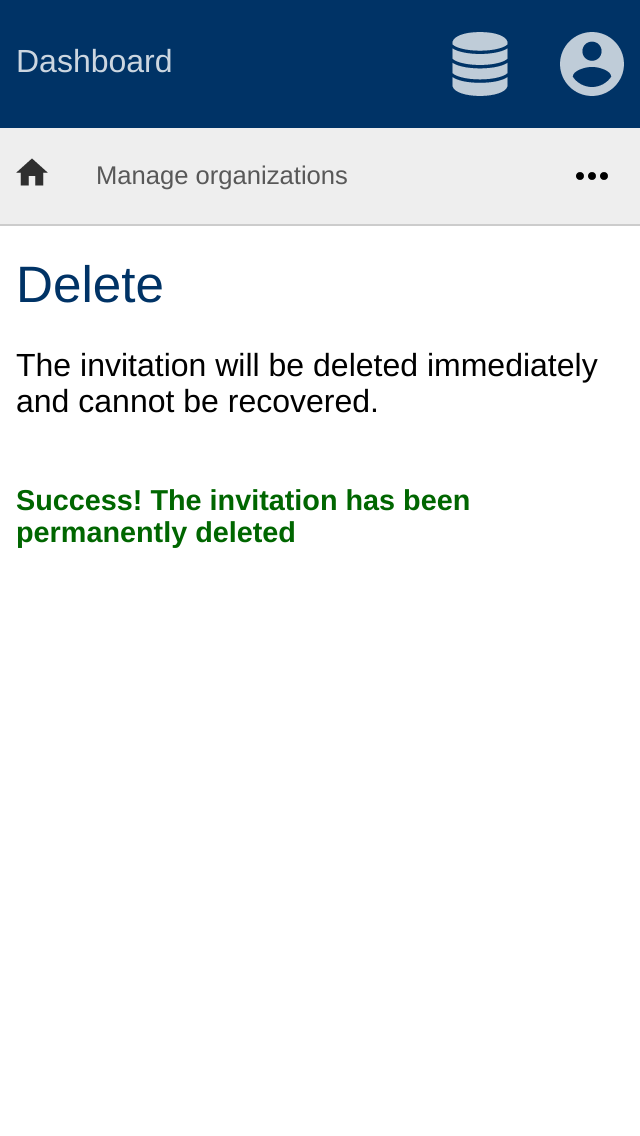 Dashboard
Manage organizations
Delete
The invitation will be deleted immediately
and cannot be recovered.
Success! The invitation has been
permanently deleted